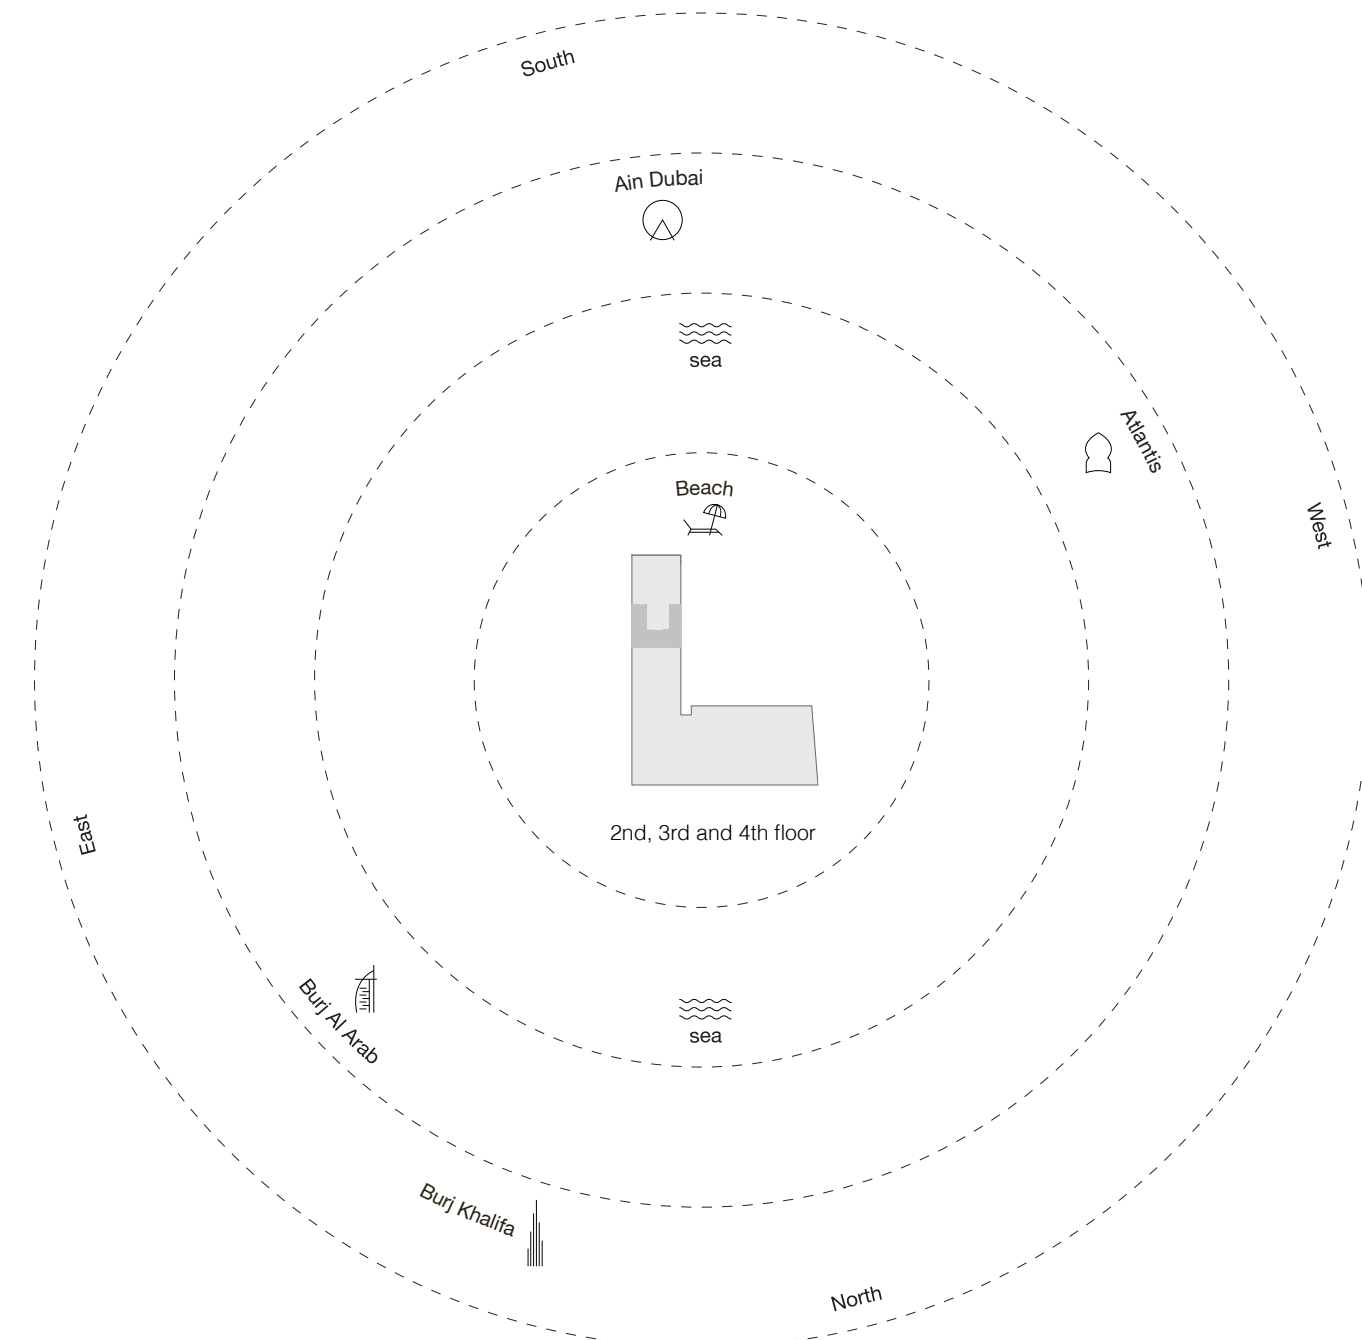 South
Ain Dubai
sea
Atlantis
Beach
West
East
2nd, 3rd and 4th floor
Burj Al Arab
sea
Burj Khalifa
North